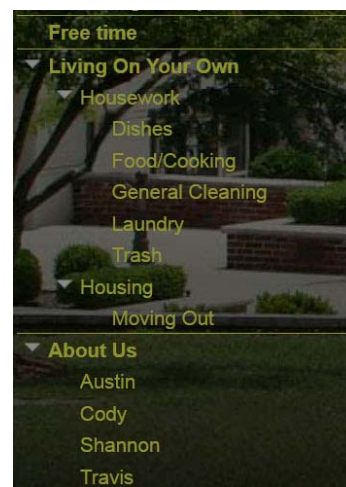 Free time
Living On Your Own
Housework
Dishes
Food/Cooking
General Cleaning
Laundry
Trash
Housing
Moving Out
About Us
Austin
Cody
Shannon
Travis